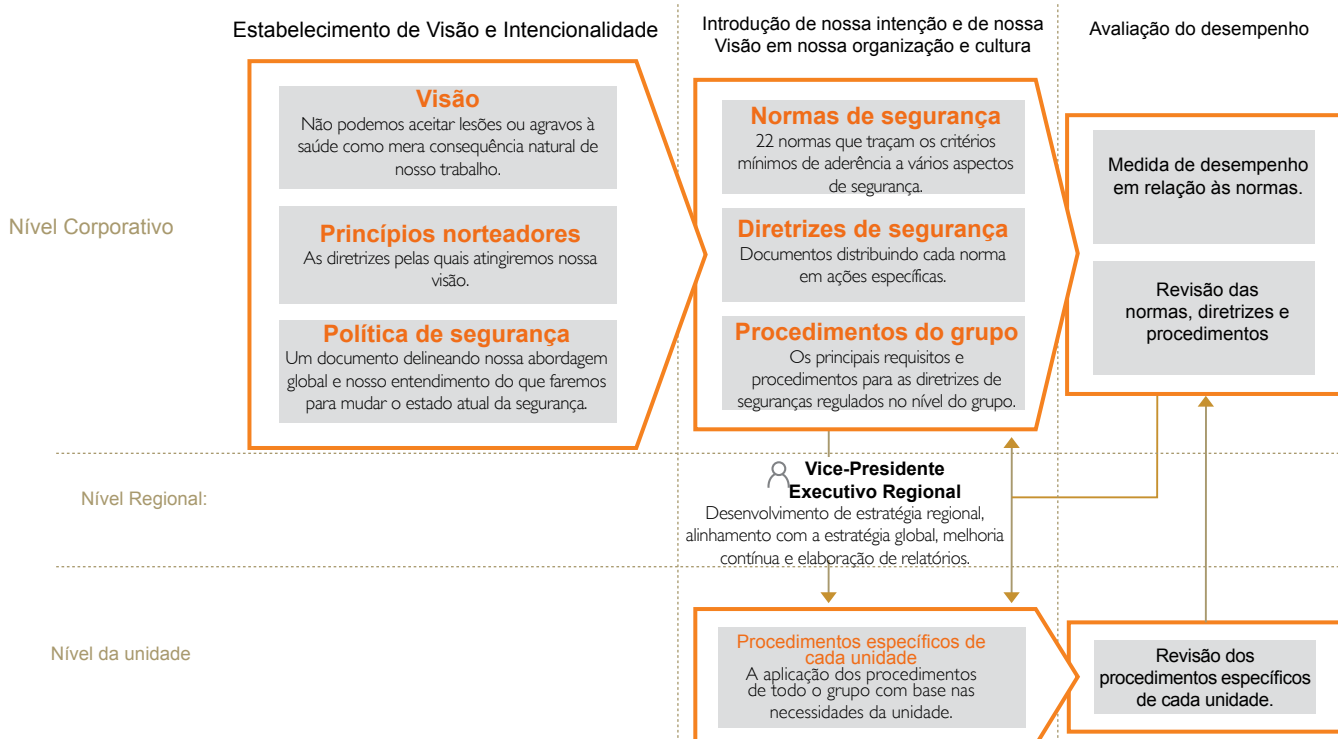 Estabelecimento de Visão e Intencionalidade
Introdução de nossa intenção e de nossa
Visão em nossa organização e cultura
Avaliação do desempenho
Nível Corporativo
Visão
Não podemos aceitar lesões ou agravos à
saúde como mera consequência natural de
nosso trabalho.
Princípios norteadores
As diretrizes pelas quais atingiremos nossa
visão.
Política de segurança
Um documento delineando nossa abordagem
global e nosso entendimento do que faremos
para mudar o estado atual da segurança.
Normas de segurança
22 normas que traçam os critérios
mínimos de aderência a vários aspectos
de segurança.
Diretrizes de segurança
Documentos distribuindo cada norma
em ações específicas.
Procedimentos do grupo
Os principais requisitos e
procedimentos para as diretrizes de
seguranças regulados no nível do grupo.
Medida de desempenho
em relação às normas.
Revisão das
normas, diretrizes e
procedimentos
Nível Regional:
Vice-Presidente
Executivo Regional
Desenvolvimento de estratégia regional,
alinhamento com a estratégia global, melhoria
contínua e elaboração de relatórios.
Nível da unidade
Procedimentos específicos de
cada unidade
A aplicação dos procedimentos
de todo o grupo com base nas
necessidades da unidade.
Revisão dos
procedimentos específicos
de cada unidade.